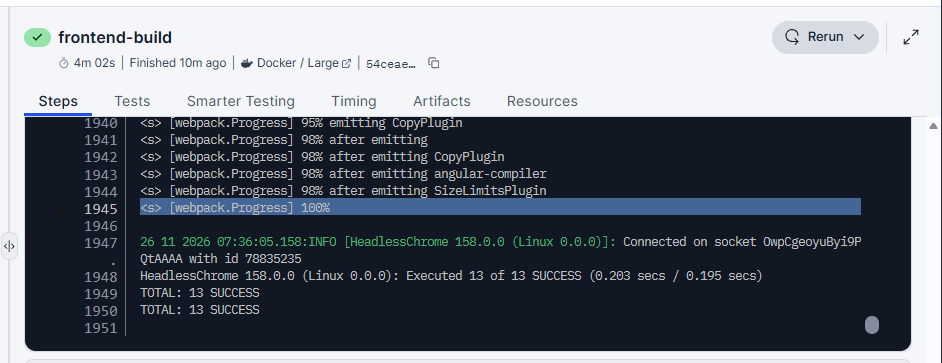 frontend-build
Rerun
4m 02s | Finished 10m ago | Docker / Large | 54ceae…
Steps Tests Smarter Testing Timing Artifacts Resources
1940 <s> [webpack.Progress] 95% emitting CopyPlugin
1941 <s> [webpack.Progress] 98% after emitting
1942 <s> [webpack.Progress] 98% after emitting CopyPlugin
1943 <s> [webpack.Progress] 98% after emitting angular-compiler
1944 <s> [webpack.Progress] 98% after emitting SizeLimitsPlugin
1945 <s> [webpack.Progress] 100%
1946
1947 26 11 2026 07:36:05.158:INFO [HeadlessChrome 158.0.0 (Linux 0.0.0)]: Connected on socket OwpCgeoyuByi9P
. QtAAAA with id 78835235
1948 HeadlessChrome 158.0.0 (Linux 0.0.0): Executed 13 of 13 SUCCESS (0.203 secs / 0.195 secs)
1949 TOTAL: 13 SUCCESS
1950 TOTAL: 13 SUCCESS
1951